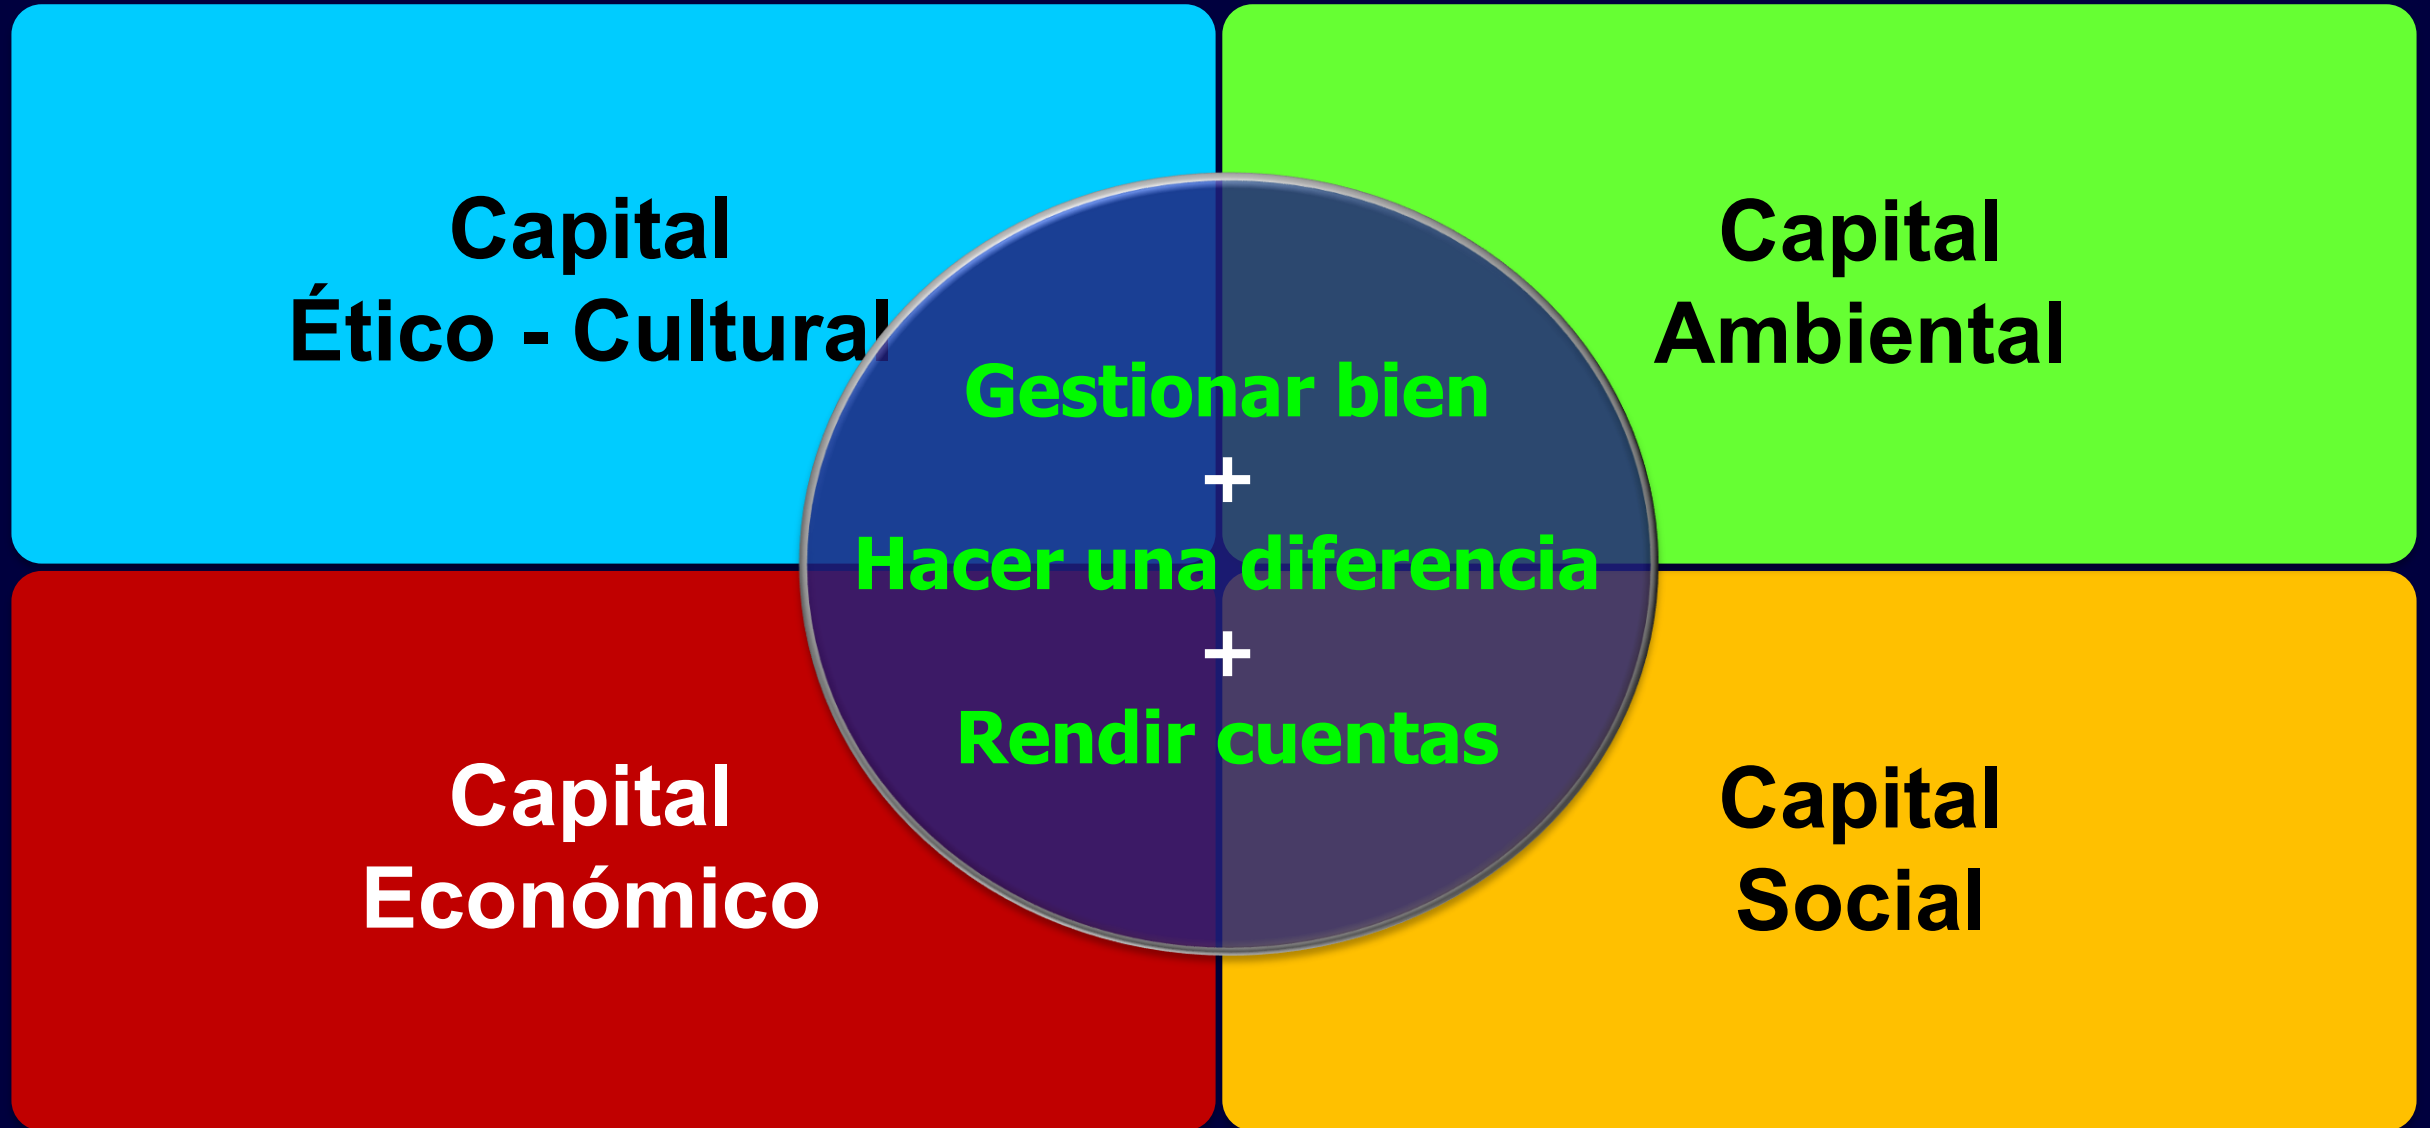 Capital
Ético - Cultural
Capital
Ambiental
Gestionar bien
+
Hacer una diferencia
+
Rendir cuentas
Capital
Económico
Capital
Social